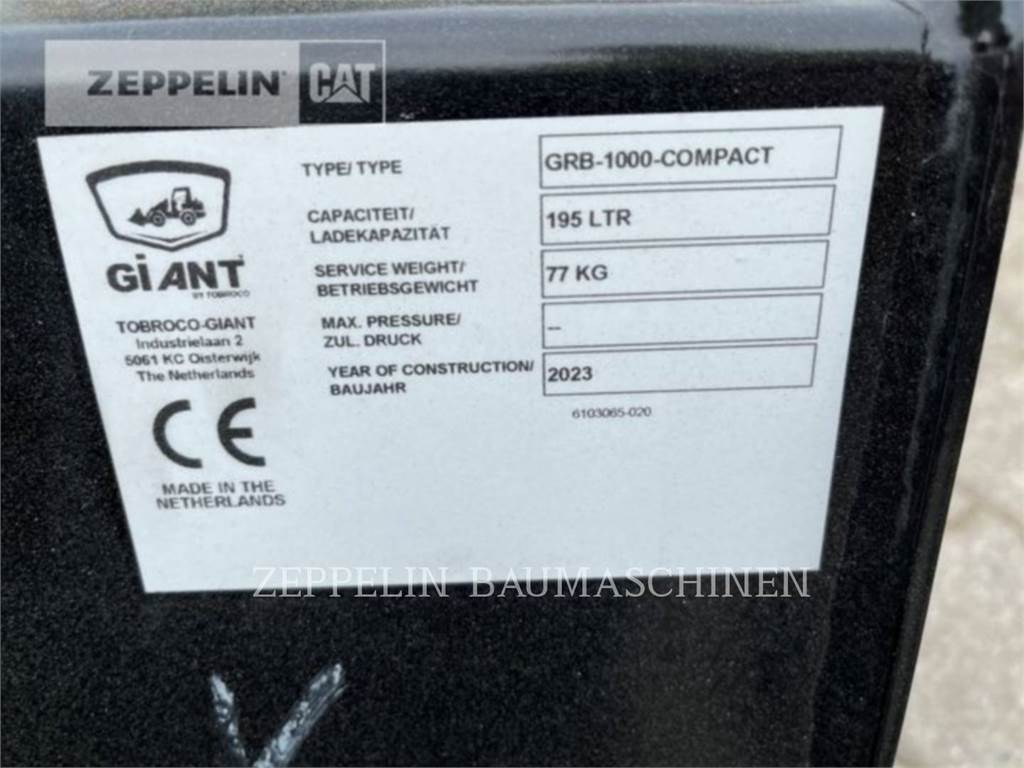 ZEPPELIN CAT
TYPE/ TYPE GRB-1000-COMPACT
CAPACITEIT/
LADEKAPAZITÄT 195 LTR
SERVICE WEIGHT/
BETRIEBSGEWICHT 77 KG
MAX. PRESSURE/
ZUL. DRUCK --
YEAR OF CONSTRUCTION/
BAUJAHR 2023
6103065-020
GiANT
BY TOBROCO
TOBROCO-GIANT
Industrielaan 2
5061 KC Oisterwijk
The Netherlands
CE
MADE IN THE
NETHERLANDS
ZEPPELIN BAUMASCHINEN